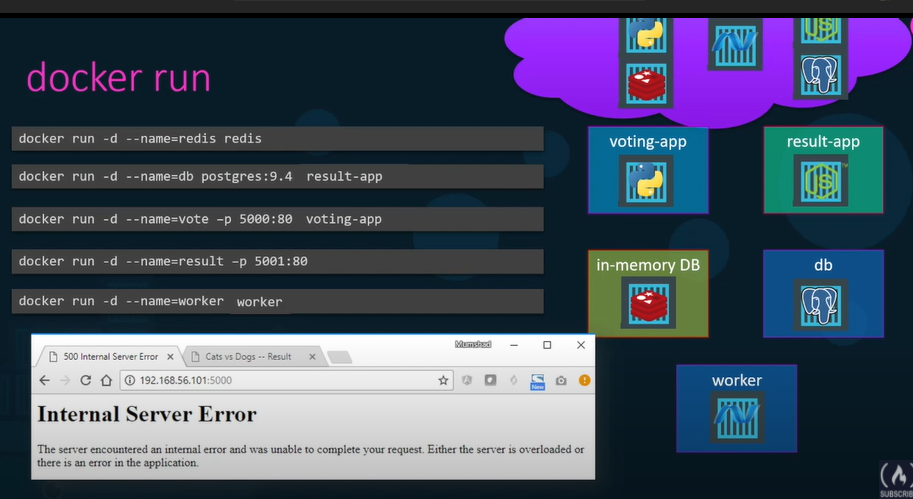 docker run
docker run -d --name=redis redis
docker run -d --name=db postgres:9.4 result-app
docker run -d --name=vote –p 5000:80 voting-app
docker run -d --name=result –p 5001:80
docker run -d --name=worker worker
voting-app
result-app
in-memory DB
db
worker
JS
JS
Mumshad
500 Internal Server Error
Cats vs Dogs -- Result
192.168.56.101:5000
New
Internal Server Error
The server encountered an internal error and was unable to complete your request. Either the server is overloaded or
there is an error in the application.
SUBSCRIB